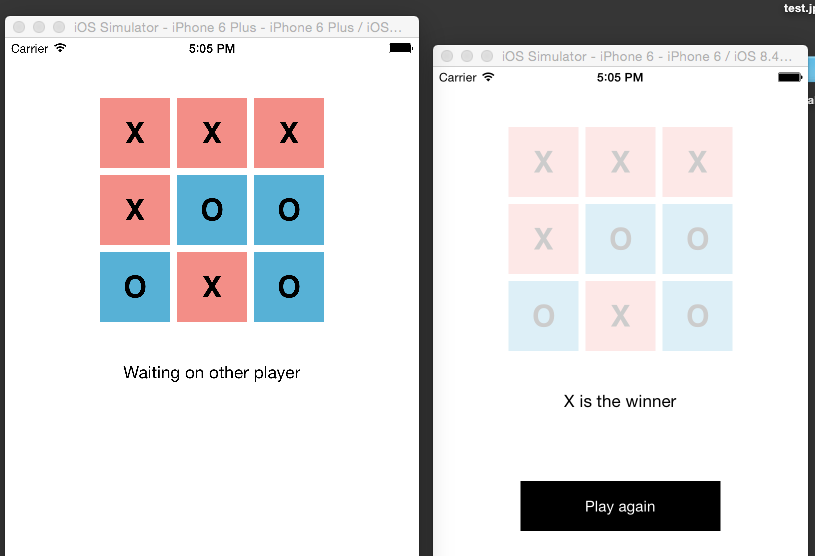 test.jp
iOS Simulator - iPhone 6 Plus - iPhone 6 Plus / iOS...
Carrier 5:05 PM
X X X
X O O
O X O
Waiting on other player
iOS Simulator - iPhone 6 - iPhone 6 / iOS 8.4...
Carrier 5:05 PM
a
X X X
X O O
O X O
X is the winner
Play again